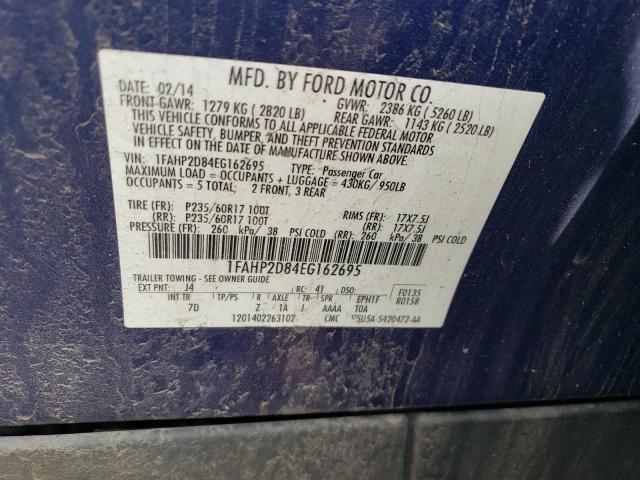 MFD. BY FORD MOTOR CO.
DATE: 02/14 GVWR: 2386 KG ( 5260 LB)
FRONT GAWR: 1279 KG ( 2820 LB) REAR GAWR: 1143 KG ( 2520 LB)
THIS VEHICLE CONFORMS TO ALL APPLICABLE FEDERAL MOTOR
VEHICLE SAFETY, BUMPER, AND THEFT PREVENTION STANDARDS
IN EFFECT ON THE DATE OF MANUFACTURE SHOWN ABOVE.
VIN: 1FAHP2D84EG162695 TYPE: Passenger Car
MAXIMUM LOAD = OCCUPANTS + LUGGAGE = 430KG/ 950LB
OCCUPANTS = 5 TOTAL: 2 FRONT, 3 REAR
TIRE: (FR) P235/60R17 100T RIMS (FR): 17X7.5J
(RR) P235/60R17 100T (RR): 17X7.5J
PRESSURE (FR): 260 kPa/ 38 PSI COLD (RR): 260 kPa/ 38 PSI COLD
1FAHP2D84EG162695
TRAILER TOWING - SEE OWNER GUIDE
EXT PNT: J4 RC: 41 DSO: F0135
INT TR TP/PS R AXLE TR SPR EPH1F R0158
7D Z 1A J AAAA TOA
1201402263102 CMC